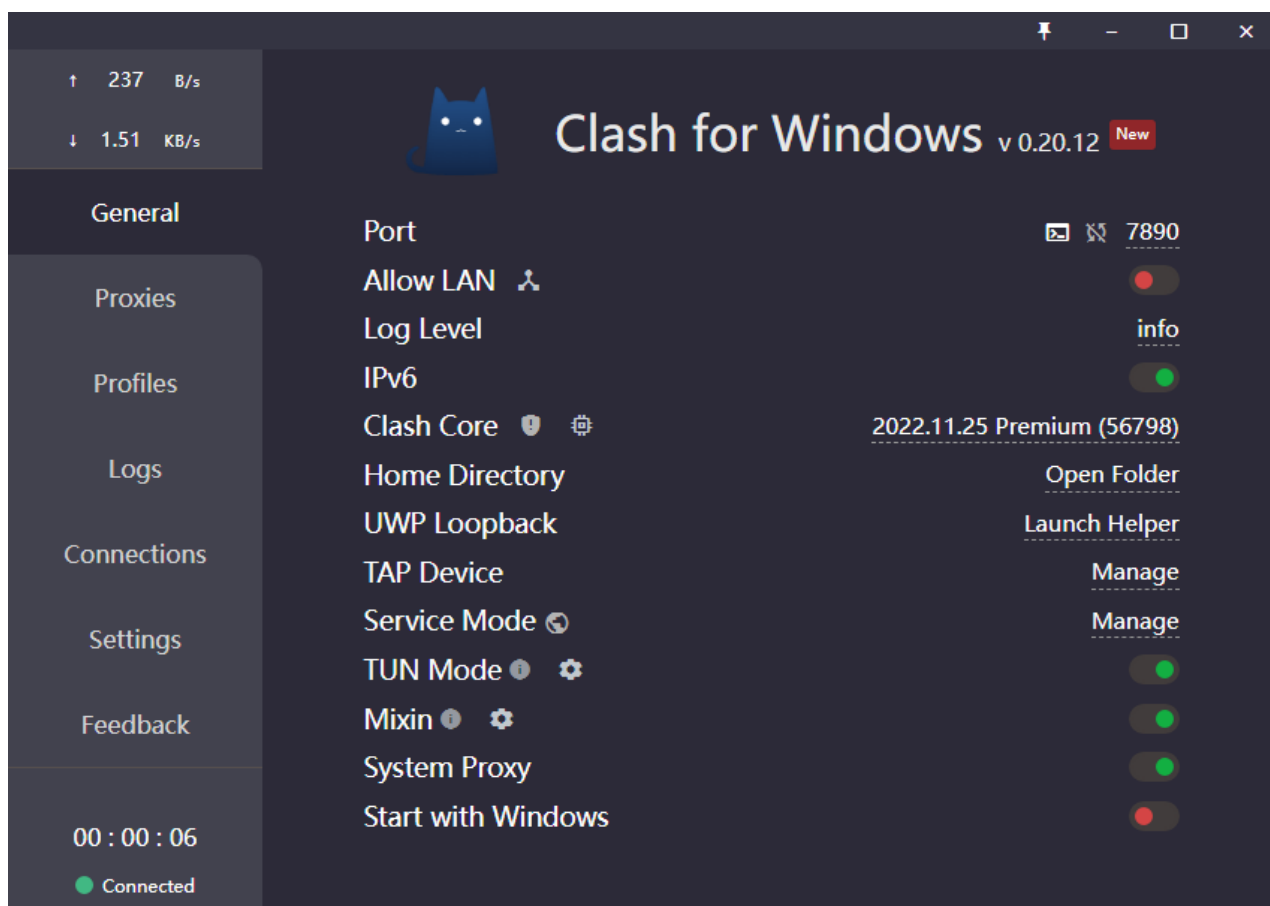 ↑ 237 B/s
↓ 1.51 KB/s
General
Proxies
Profiles
Logs
Connections
Settings
Feedback
00 : 00 : 06
Connected
Clash for Windows v 0.20.12 New
Port 7890
Allow LAN
Log Level info
IPv6
Clash Core 2022.11.25 Premium (56798)
Home Directory Open Folder
UWP Loopback Launch Helper
TAP Device Manage
Service Mode Manage
TUN Mode
Mixin
System Proxy
Start with Windows